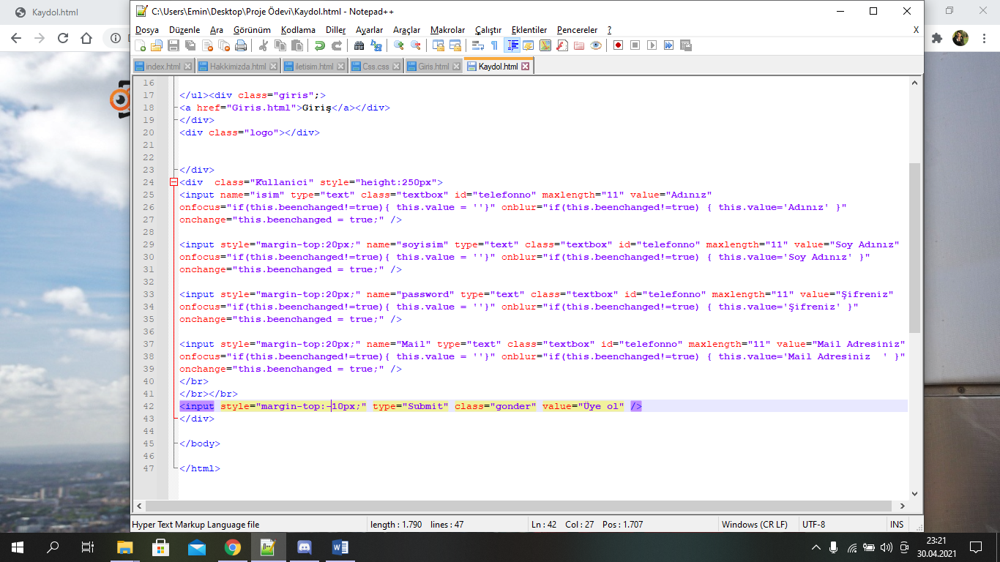 Kaydol.html
C:\Users\Emin\Desktop\Proje Ödevi\Kaydol.html - Notepad++
Dosya Düzenle Ara Görünüm Kodlama Diller Ayarlar Araçlar Makrolar Çalıştır Eklentiler Pencereler ? X
index.html Hakkimizda.html iletisim.html Css.css Giris.html Kaydol.html
16
17 </ul><div class="giris";>
18 <a href="Giris.html">Giriş</a></div>
19 </div>
20 <div class="logo"></div>
21
22
23 </div>
24 <div  class="Kullanici" style="height:250px">
25 <input name="isim" type="text" class="textbox" id="telefonno" maxlength="11" value="Adınız"
26 onfocus="if(this.beenchanged!=true){ this.value = ''}" onblur="if(this.beenchanged!=true) { this.value='Adınız' }"
27 onchange="this.beenchanged = true;" />
28
29 <input style="margin-top:20px;" name="soyisim" type="text" class="textbox" id="telefonno" maxlength="11" value="Soy Adınız"
30 onfocus="if(this.beenchanged!=true){ this.value = ''}" onblur="if(this.beenchanged!=true) { this.value='Soy Adınız' }"
31 onchange="this.beenchanged = true;" />
32
33 <input style="margin-top:20px;" name="password" type="text" class="textbox" id="telefonno" maxlength="11" value="Şifreniz"
34 onfocus="if(this.beenchanged!=true){ this.value = ''}" onblur="if(this.beenchanged!=true) { this.value='Şifreniz' }"
35 onchange="this.beenchanged = true;" />
36
37 <input style="margin-top:20px;" name="Mail" type="text" class="textbox" id="telefonno" maxlength="11" value="Mail Adresiniz"
38 onfocus="if(this.beenchanged!=true){ this.value = ''}" onblur="if(this.beenchanged!=true) { this.value='Mail Adresiniz  ' }"
39 onchange="this.beenchanged = true;" />
40 </br>
41 </br></br>
42 <input style="margin-top:-10px;" type="Submit" class="gonder" value="Üye ol" />
43 </div>
44
45 </body>
46
47 </html>
Hyper Text Markup Language file length : 1.790 lines : 47 Ln : 42 Col : 27 Pos : 1.707 Windows (CR LF) UTF-8 INS
23:21
30.04.2021